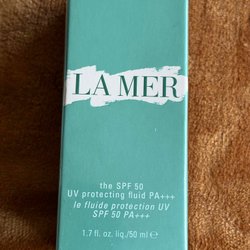 LA MER
the SPF 50
UV protecting fluid PA+++
le fluide protection UV
SPF 50 PA+++
1.7 fl. oz. liq./50 ml ℮